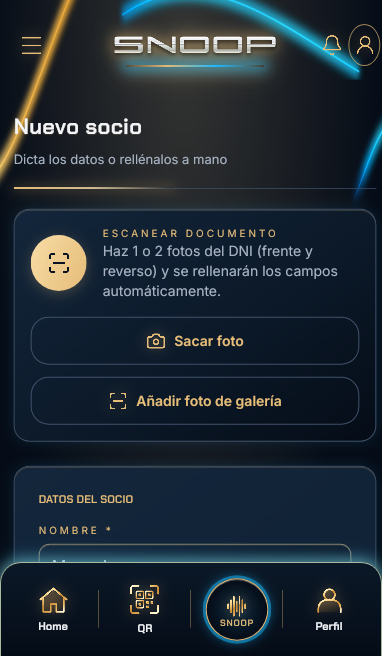 SNOOP
Nuevo socio
Dicta los datos o rellénalos a mano
ESCANEAR DOCUMENTO
Haz 1 o 2 fotos del DNI (frente y
reverso) y se rellenarán los campos
automáticamente.
Sacar foto
Añadir foto de galería
DATOS DEL SOCIO
NOMBRE *
SNOOP
Home
QR
Perfil